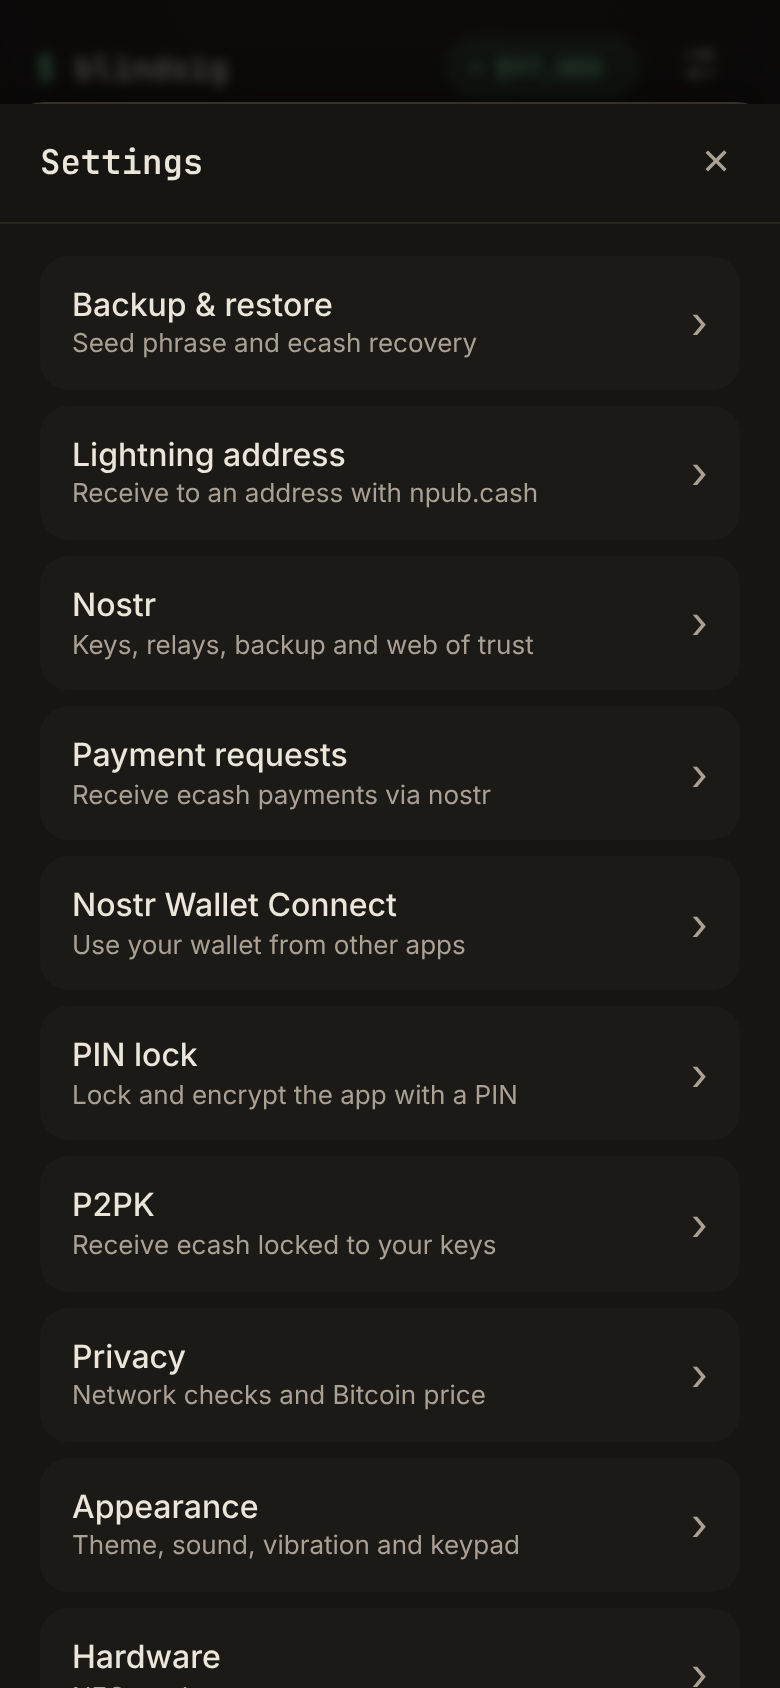 blindsig
Settings
Backup & restore
Seed phrase and ecash recovery
Lightning address
Receive to an address with npub.cash
Nostr
Keys, relays, backup and web of trust
Payment requests
Receive ecash payments via nostr
Nostr Wallet Connect
Use your wallet from other apps
PIN lock
Lock and encrypt the app with a PIN
P2PK
Receive ecash locked to your keys
Privacy
Network checks and Bitcoin price
Appearance
Theme, sound, vibration and keypad
Hardware